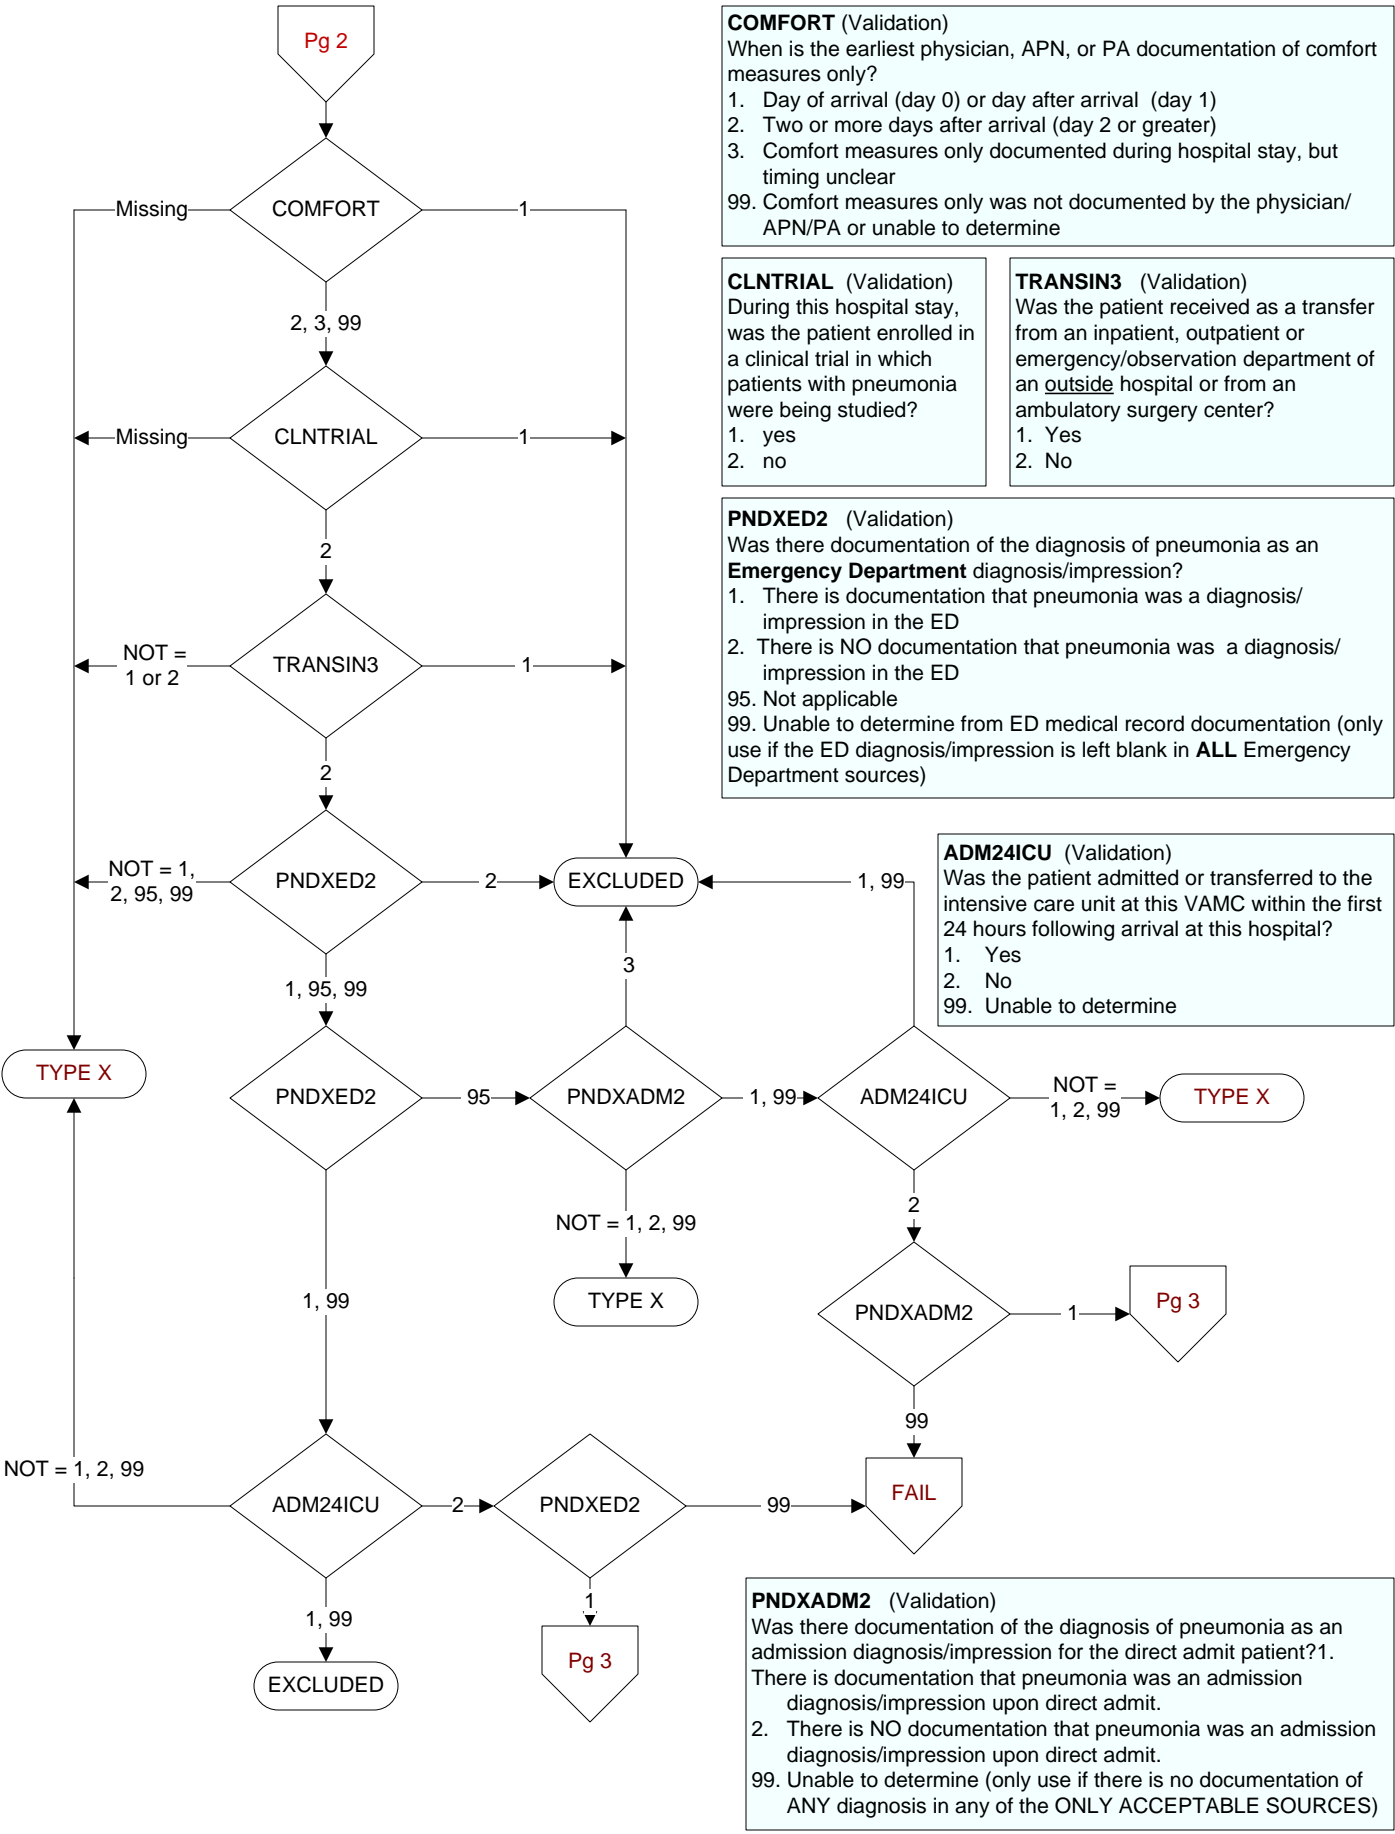 Pg 2
COMFORT (Validation)
When is the earliest physician, APN, or PA documentation of comfort
measures only?
1. Day of arrival (day 0) or day after arrival (day 1)
2. Two or more days after arrival (day 2 or greater)
3. Comfort measures only documented during hospital stay, but
timing unclear
99. Comfort measures only was not documented by the physician/
APN/PA or unable to determine
Missing
COMFORT
1
2, 3, 99
CLNTRIAL (Validation)
During this hospital stay,
was the patient enrolled in
a clinical trial in which
patients with pneumonia
were being studied?
1. yes
2. no
TRANSIN3 (Validation)
Was the patient received as a transfer
from an inpatient, outpatient or
emergency/observation department of
an outside hospital or from an
ambulatory surgery center?
1. Yes
2. No
Missing
CLNTRIAL
1
2
PNDXED2 (Validation)
Was there documentation of the diagnosis of pneumonia as an
Emergency Department diagnosis/impression?
1. There is documentation that pneumonia was a diagnosis/
impression in the ED
2. There is NO documentation that pneumonia was a diagnosis/
impression in the ED
95. Not applicable
99. Unable to determine from ED medical record documentation (only
use if the ED diagnosis/impression is left blank in ALL Emergency
Department sources)
NOT =
1 or 2
TRANSIN3
1
2
NOT = 1,
2, 95, 99
PNDXED2
2
EXCLUDED
1, 99
ADM24ICU (Validation)
Was the patient admitted or transferred to the
intensive care unit at this VAMC within the first
24 hours following arrival at this hospital?
1. Yes
2. No
99. Unable to determine
1, 95, 99
3
TYPE X
PNDXED2
95
PNDXADM2
1, 99
ADM24ICU
NOT =
1, 2, 99
TYPE X
2
NOT = 1, 2, 99
TYPE X
1, 99
PNDXADM2
1
Pg 3
99
NOT = 1, 2, 99
ADM24ICU
2
PNDXED2
99
FAIL
1, 99
EXCLUDED
1
Pg 3
PNDXADM2 (Validation)
Was there documentation of the diagnosis of pneumonia as an
admission diagnosis/impression for the direct admit patient?1.
There is documentation that pneumonia was an admission
diagnosis/impression upon direct admit.
2. There is NO documentation that pneumonia was an admission
diagnosis/impression upon direct admit.
99. Unable to determine (only use if there is no documentation of
ANY diagnosis in any of the ONLY ACCEPTABLE SOURCES)